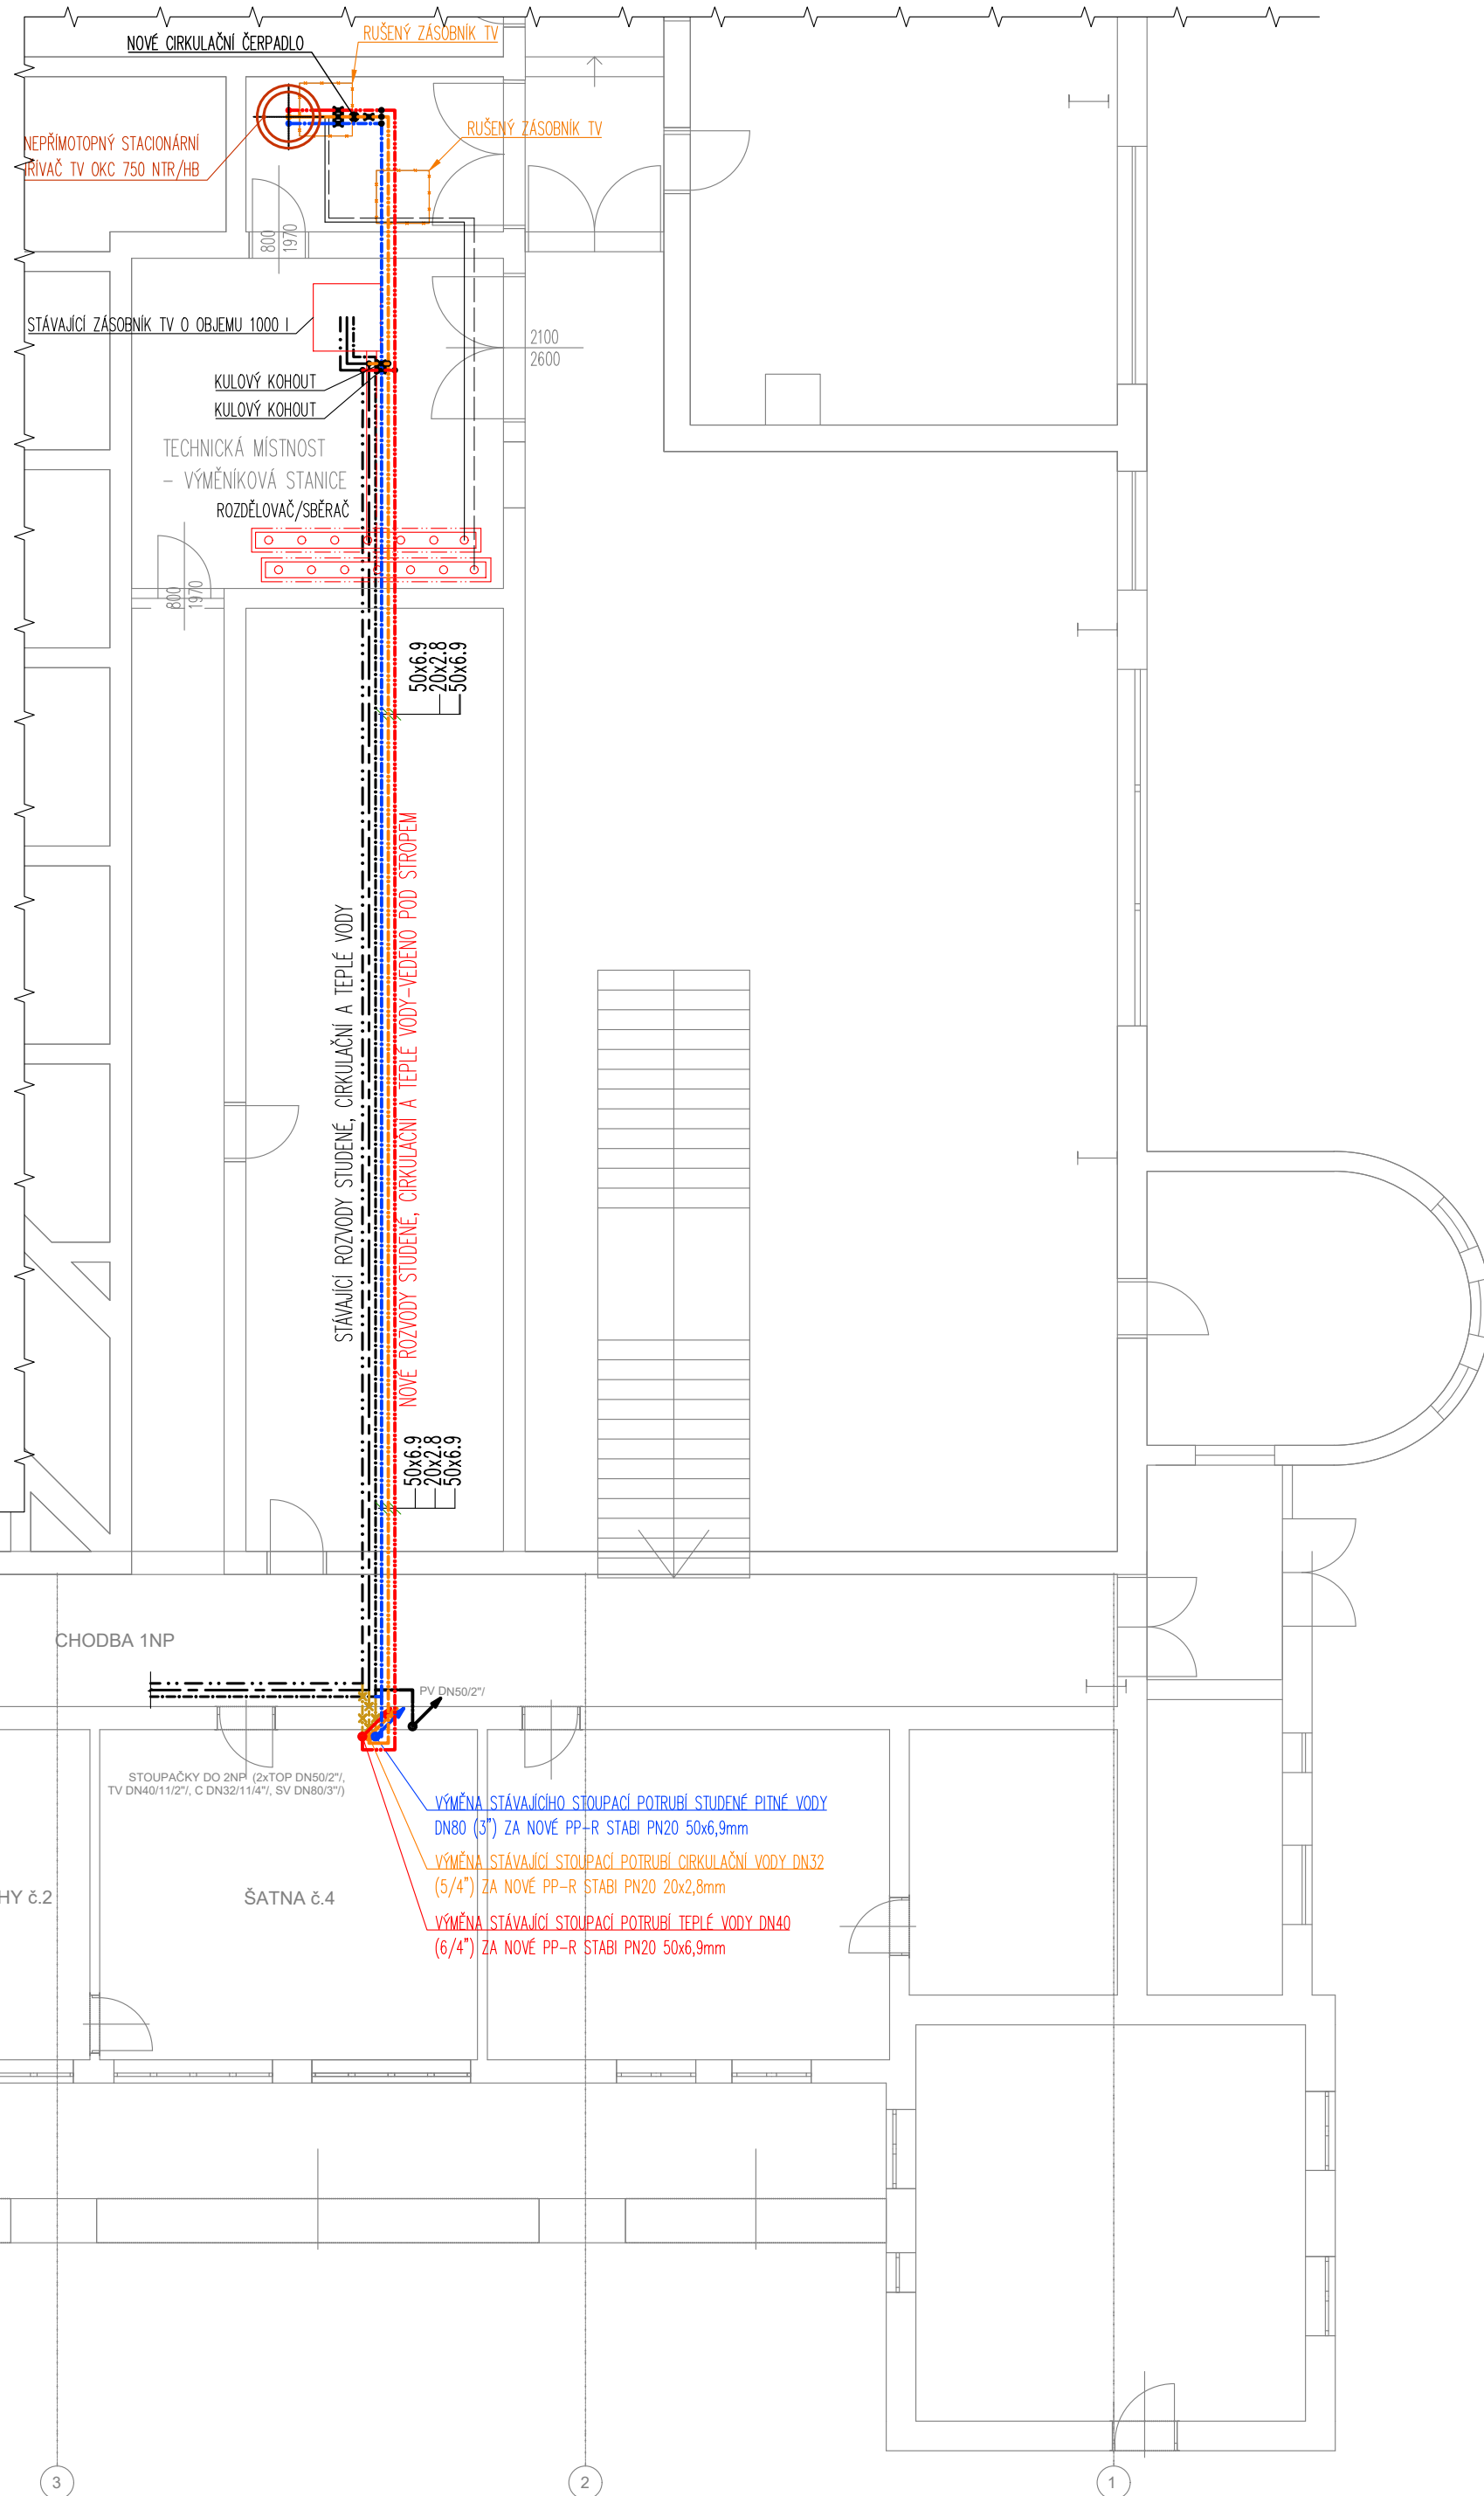 NOVÉ CIRKULAČNÍ ČERPADLO
RUŠENÝ ZÁSOBNÍK TV
RUŠENÝ ZÁSOBNÍK TV
NEPŘÍMOTOPNÝ STACIONÁRNÍ
TV OKC 750 NTR/HB
800
1970
STÁVAJÍCÍ ZÁSOBNÍK TV O OBJEMU 1000 l
2100
2600
KULOVÝ KOHOUT
KULOVÝ KOHOUT
TECHNICKÁ MÍSTNOST
- VÝMĚNÍKOVÁ STANICE
ROZDĚLOVAČ/SBĚRAČ
800
1970
50x6.9
20x2.8
50x6.9
STÁVAJÍCÍ ROZVODY STUDENÉ, CIRKULAČNÍ A TEPLÉ VODY
NOVÉ ROZVODY STUDENÉ, CIRKULAČNÍ A TEPLÉ VODY-VEDENO POD STROPEM
50x6.9
20x2.8
50x6.9
CHODBA 1NP
PV DN50/2"/
STOUPAČKY DO 2NP (2xTOP DN50/2"/,
TV DN40/11/2"/, C DN32/11/4"/, SV DN80/3"/)
VÝMĚNA STÁVAJÍCÍHO STOUPACÍ POTRUBÍ STUDENÉ PITNÉ VODY
DN80 (3") ZA NOVÉ PP-R STABI PN20 50x6,9mm
VÝMĚNA STÁVAJÍCÍ STOUPACÍ POTRUBÍ CIRKULAČNÍ VODY DN32
(5/4") ZA NOVÉ PP-R STABI PN20 20x2,8mm
VÝMĚNA STÁVAJÍCÍ STOUPACÍ POTRUBÍ TEPLÉ VODY DN40
(6/4") ZA NOVÉ PP-R STABI PN20 50x6,9mm
HY č.2
ŠATNA č.4
3
2
1